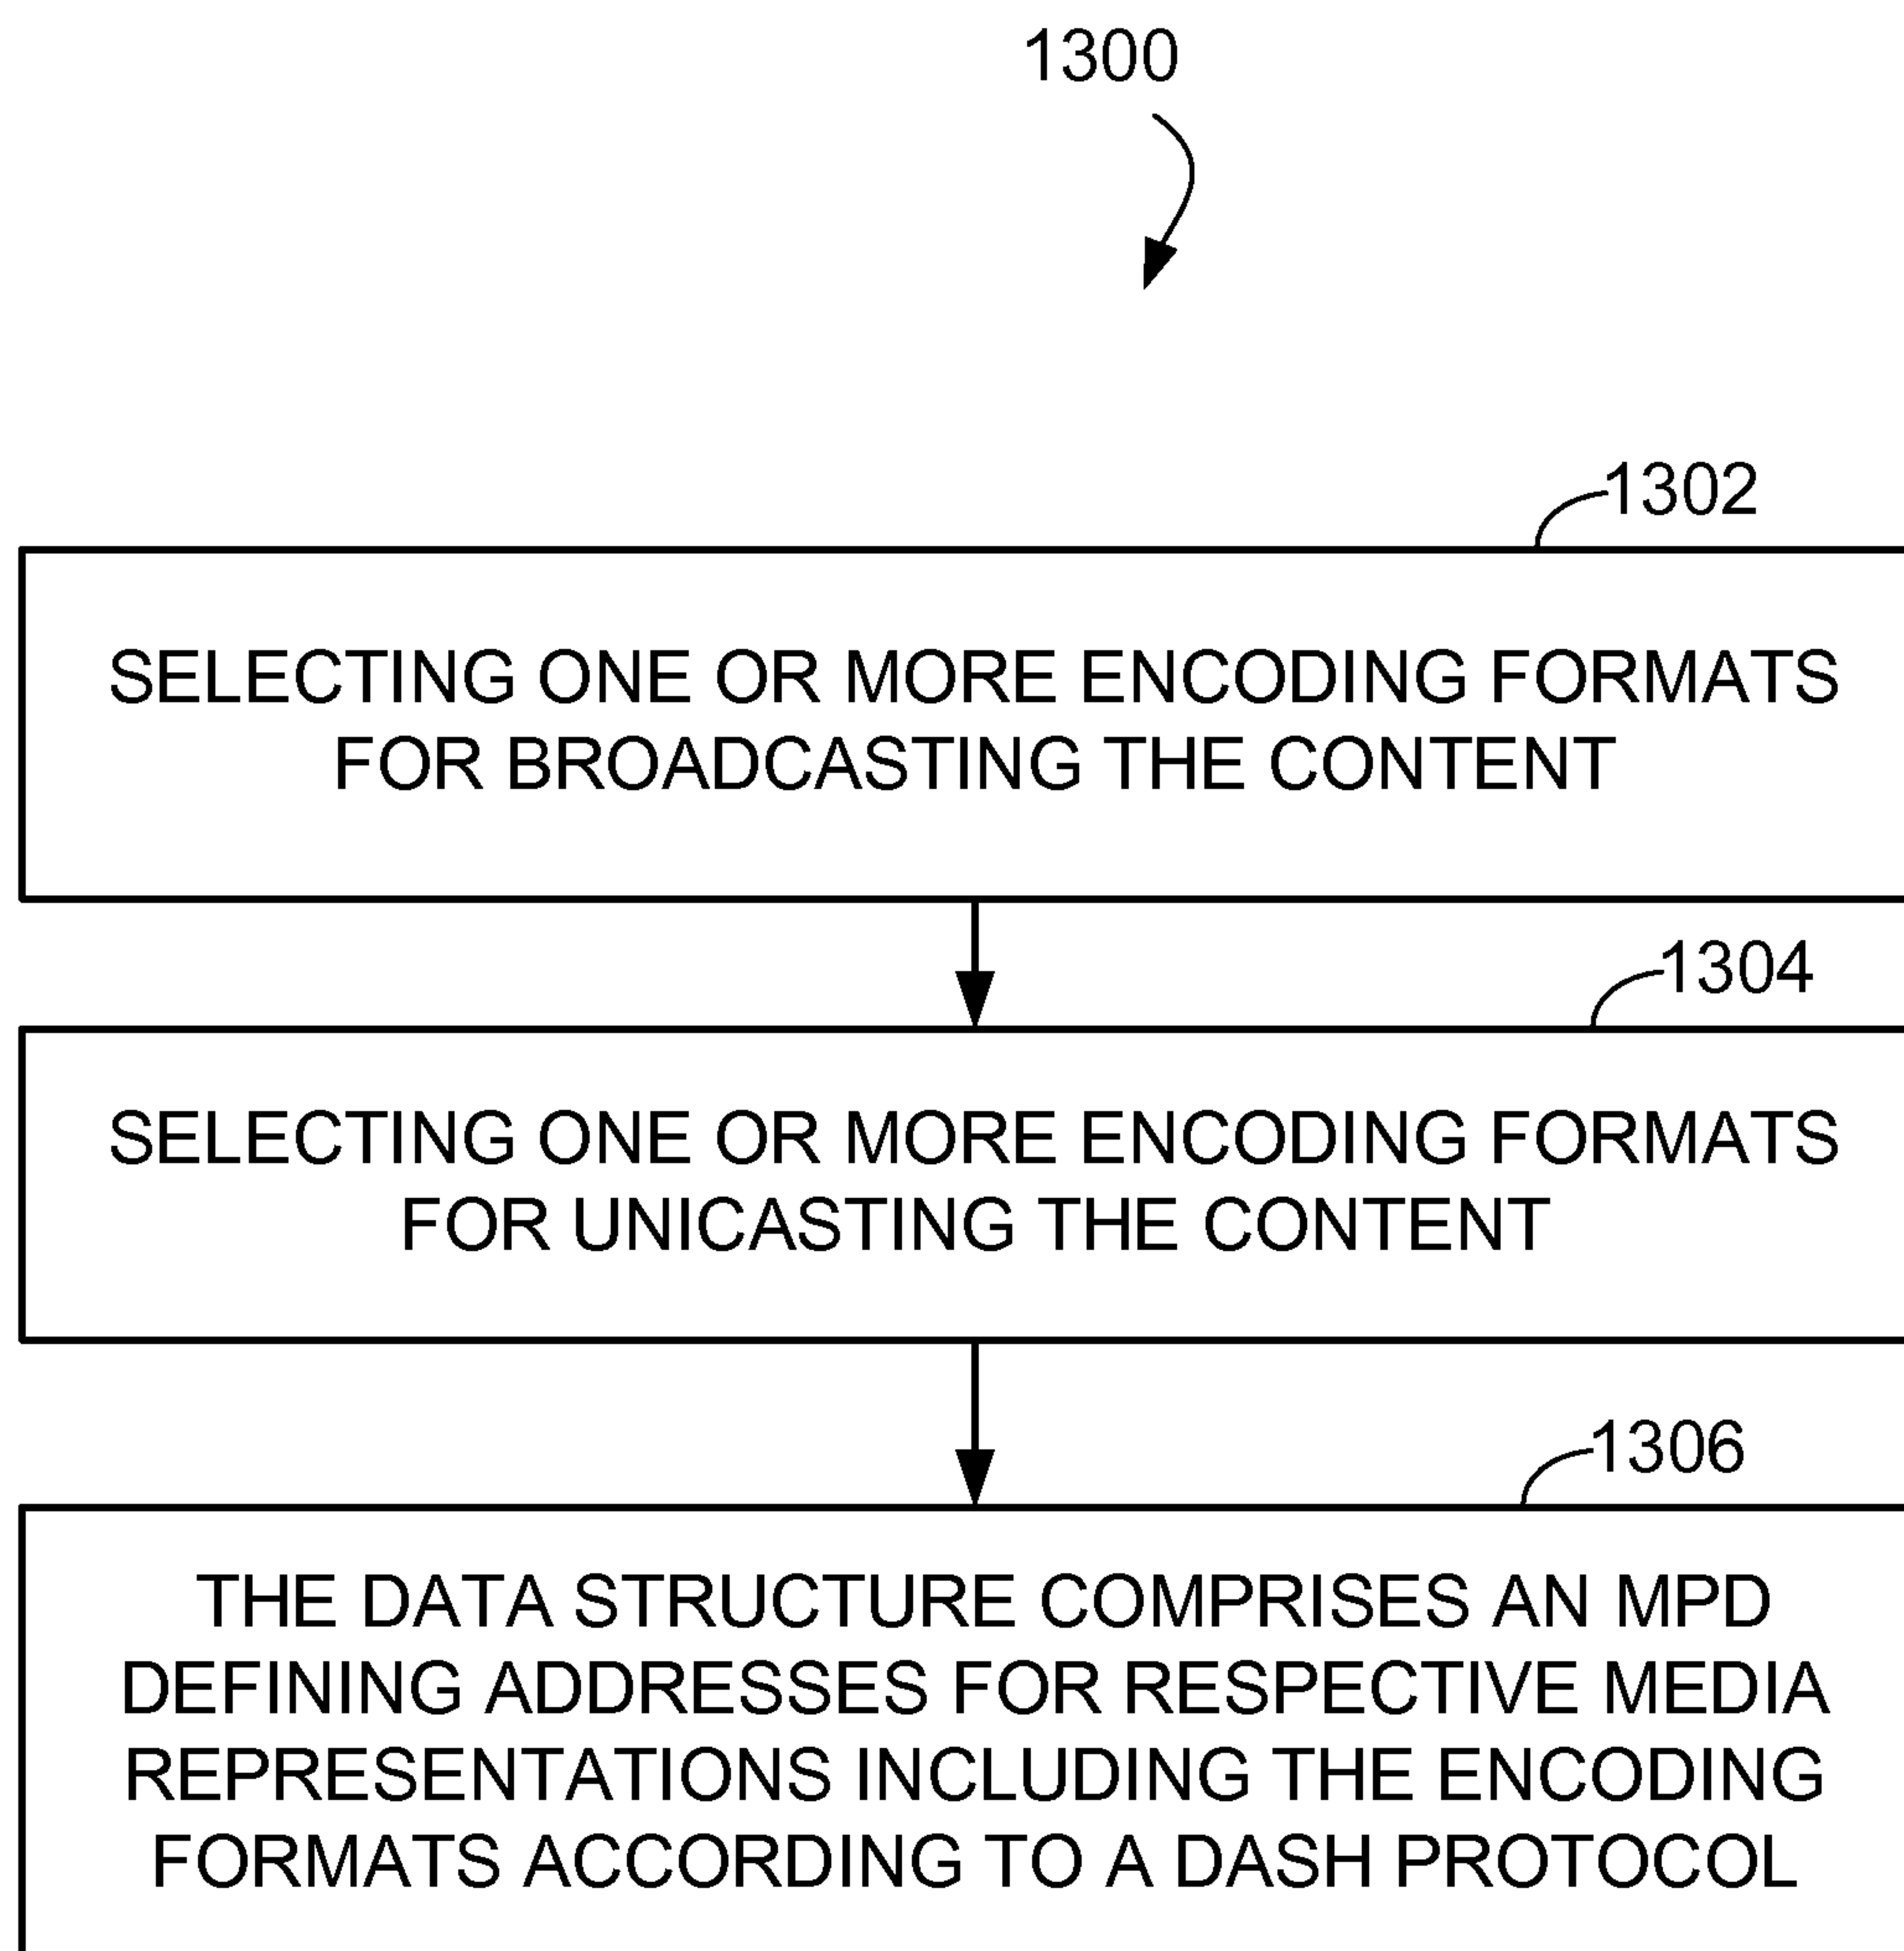 1300
1302
SELECTING ONE OR MORE ENCODING FORMATS
FOR BROADCASTING THE CONTENT
1304
SELECTING ONE OR MORE ENCODING FORMATS
FOR UNICASTING THE CONTENT
1306
THE DATA STRUCTURE COMPRISES AN MPD
DEFINING ADDRESSES FOR RESPECTIVE MEDIA
REPRESENTATIONS INCLUDING THE ENCODING
FORMATS ACCORDING TO A DASH PROTOCOL